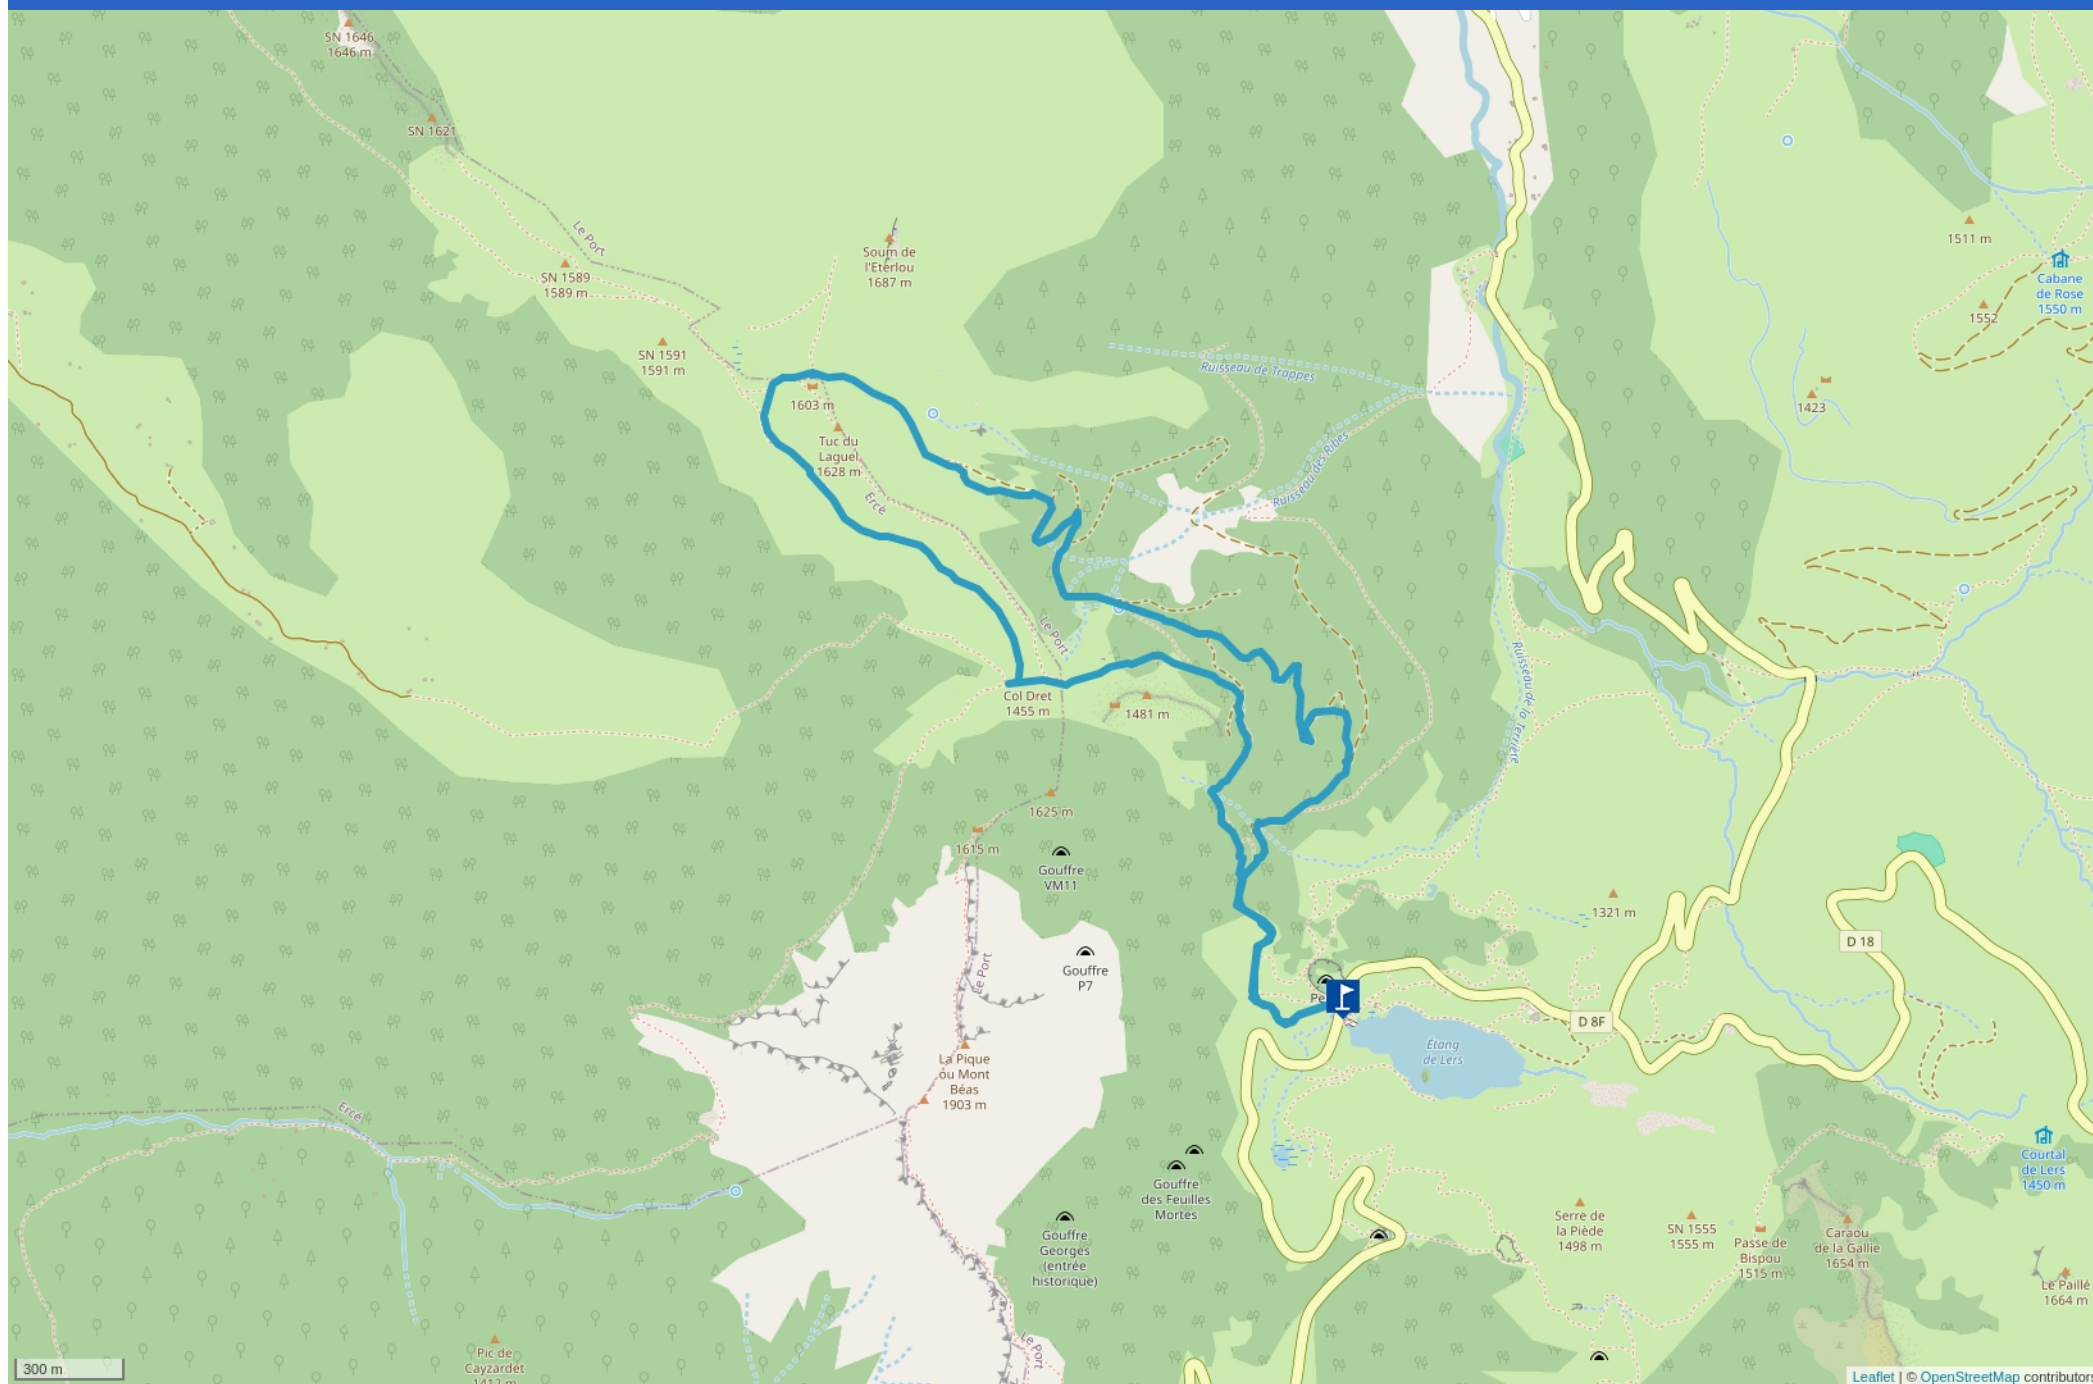 SN 1646
1646 m
SN 1621
Le Port
SN 1589
1589 m
Soum de
l'Eterlou
1687 m
1511 m
Cabane
de Rose
1550 m
1552
SN 1591
1591 m
Ruisseau de Trappes
1603 m
1423
Tuc du
Laguel
1628 m
Ercé
Ruisseau des Ribes
Le Port
Ruisseau de la Terrière
Col Dret
1455 m
1481 m
1625 m
1615 m
Gouffre
VM11
1321 m
D 18
Le Port
Gouffre
P7
Pe
D 8F
Étang
de Lers
La Pique
ou Mont
Béas
1903 m
Ercé
Courtal
de Lers
1450 m
Gouffre
des Feuilles
Mortes
Gouffre
Georges
(entrée
historique)
Serre de
la Piède
1498 m
SN 1555
1555 m
Passe de
Bispou
1515 m
Caraou
de la Gallie
1654 m
Le Paillé
1664 m
Le Port
Pic de
Cayzardet
1412 m
300 m
Leaflet | © OpenStreetMap contributors